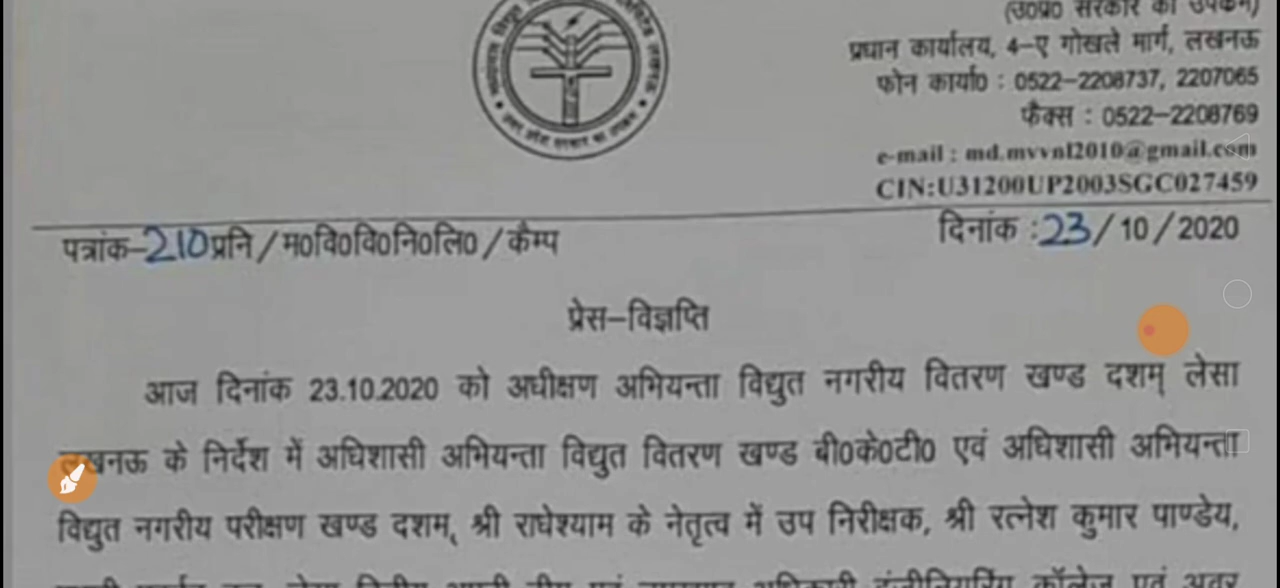 (उ0प्र0 सरकार का उपक्रम)
प्रधान कार्यालय, 4–ए गोखले मार्ग, लखनऊ
फोन कार्या0 : 0522–2208737, 2207065
फैक्स : 0522–2208769
e-mail : md.mvvnl2010@gmail.com
CIN:U31200UP2003SGC027459
पत्रांक–210प्रनि/म0वि0वि0नि0लि0/कैम्प
दिनांक :23/10/2020
प्रेस–विज्ञप्ति
आज दिनांक 23.10.2020 को अधीक्षण अभियन्ता विद्युत नगरीय वितरण खण्ड दशम् लेसा
लखनऊ के निर्देश में अधिशासी अभियन्ता विद्युत वितरण खण्ड बी0के0टी0 एवं अधिशासी अभियन्ता
विद्युत नगरीय परीक्षण खण्ड दशम्, श्री राधेश्याम के नेतृत्व में उप निरीक्षक, श्री रत्नेश कुमार पाण्डेय,